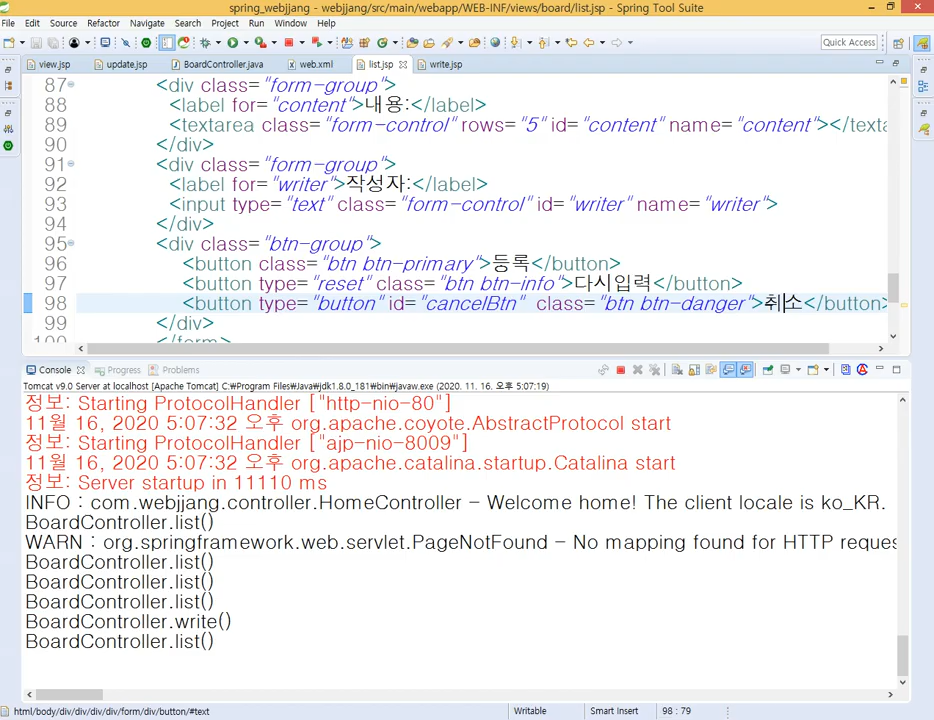 spring_webjjang - webjjang/src/main/webapp/WEB-INF/views/board/list.jsp - Spring Tool Suite
File Edit Source Refactor Navigate Search Project Run Window Help
Quick Access
view.jsp update.jsp BoardController.java web.xml list.jsp write.jsp
87 <div class="form-group">
88 <label for="content">내용:</label>
89 <textarea class="form-control" rows="5" id="content" name="content"></texta
90 </div>
91 <div class="form-group">
92 <label for="writer">작성자:</label>
93 <input type="text" class="form-control" id="writer" name="writer">
94 </div>
95 <div class="btn-group">
96 <button class="btn btn-primary">등록</button>
97 <button type="reset" class="btn btn-info">다시입력</button>
98 <button type="button" id="cancelBtn" class="btn btn-danger">취소</button>
99 </div>
100 </form>
Console Progress Problems
Tomcat v9.0 Server at localhost [Apache Tomcat] C:₩Program Files₩Java₩jdk1.8.0_181₩bin₩javaw.exe (2020. 11. 16. 오후 5:07:19)
정보: Starting ProtocolHandler ["http-nio-80"]
11월 16, 2020 5:07:32 오후 org.apache.coyote.AbstractProtocol start
정보: Starting ProtocolHandler ["ajp-nio-8009"]
11월 16, 2020 5:07:32 오후 org.apache.catalina.startup.Catalina start
정보: Server startup in 11110 ms
INFO : com.webjjang.controller.HomeController - Welcome home! The client locale is ko_KR.
BoardController.list()
WARN : org.springframework.web.servlet.PageNotFound - No mapping found for HTTP reques
BoardController.list()
BoardController.list()
BoardController.list()
BoardController.write()
BoardController.list()
html/body/div/div/div/div/form/div/button/#text Writable Smart Insert 98 : 79